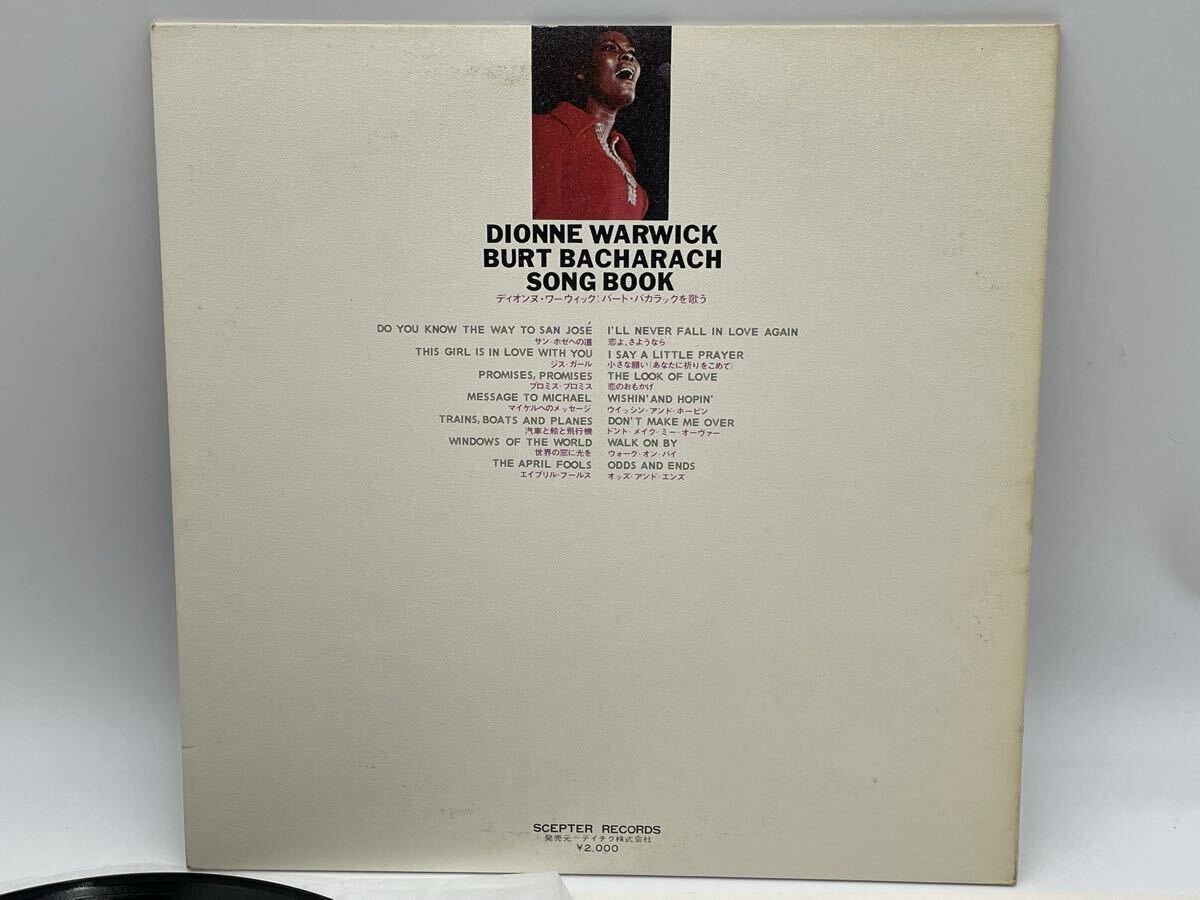 DIONNE WARWICK
BURT BACHARACH
SONG BOOK
ディオンヌ・ワーウィック：バート・バカラックを歌う
DO YOU KNOW THE WAY TO SAN JOSÉ
サン・ホゼへの道
THIS GIRL IS IN LOVE WITH YOU
ジス・ガール
PROMISES, PROMISES
プロミス・プロミス
MESSAGE TO MICHAEL
マイケルへのメッセージ
TRAINS, BOATS AND PLANES
汽車と船と飛行機
WINDOWS OF THE WORLD
世界の窓に光を
THE APRIL FOOLS
エイプリル・フールス
I'LL NEVER FALL IN LOVE AGAIN
恋よ、さようなら
I SAY A LITTLE PRAYER
小さな願い（あなたに祈りをこめて）
THE LOOK OF LOVE
恋のおもかげ
WISHIN' AND HOPIN'
ウイッシン・アンド・ホーピン
DON'T MAKE ME OVER
ドント・メイク・ミー・オーヴァー
WALK ON BY
ウォーク・オン・バイ
ODDS AND ENDS
オッズ・アンド・エンズ
SCEPTER RECORDS
発売元－テイチク株式会社
¥2,000